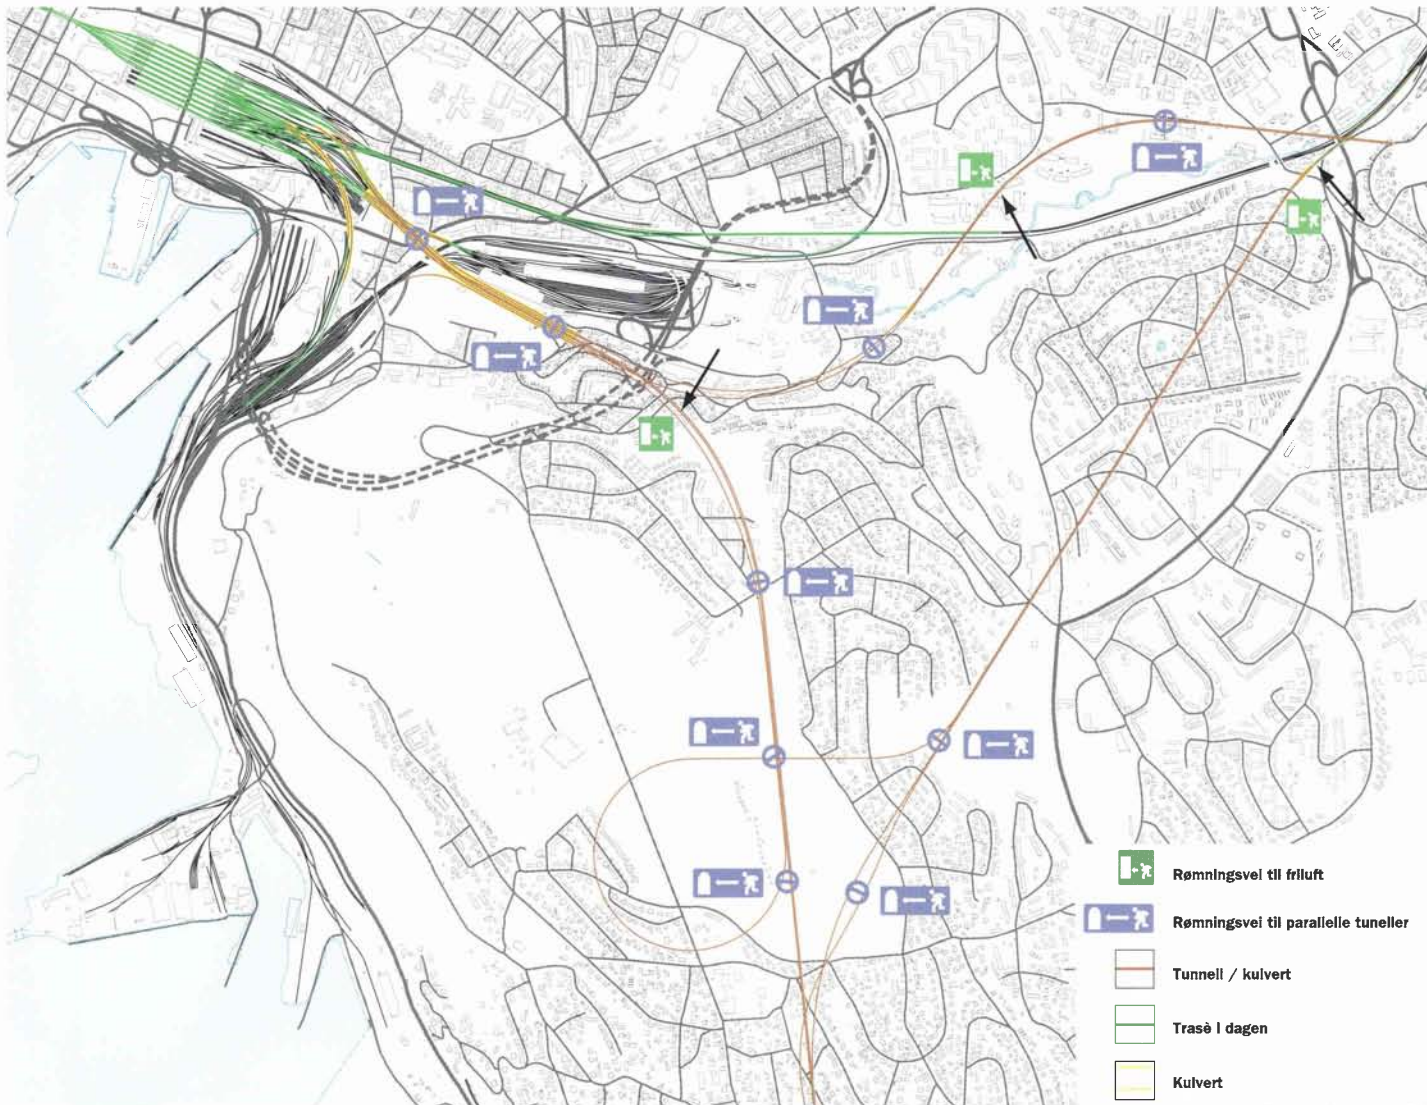 Rømningsvei til friluft
Rømningsvei til parallelle tuneller
Tunnell / kulvert
Trasè i dagen
Kulvert